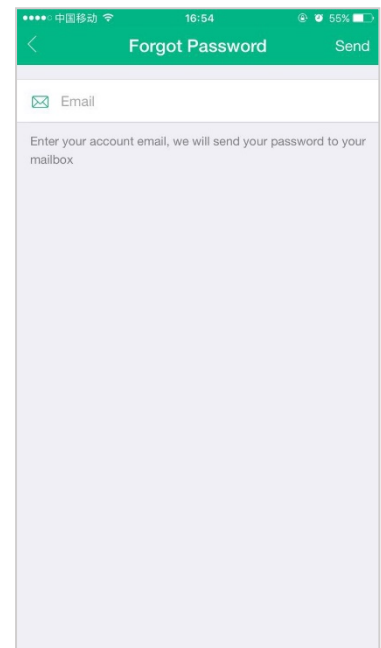 中国移动 16:54 55%
Forgot Password Send
Email
Enter your account email, we will send your password to your
mailbox